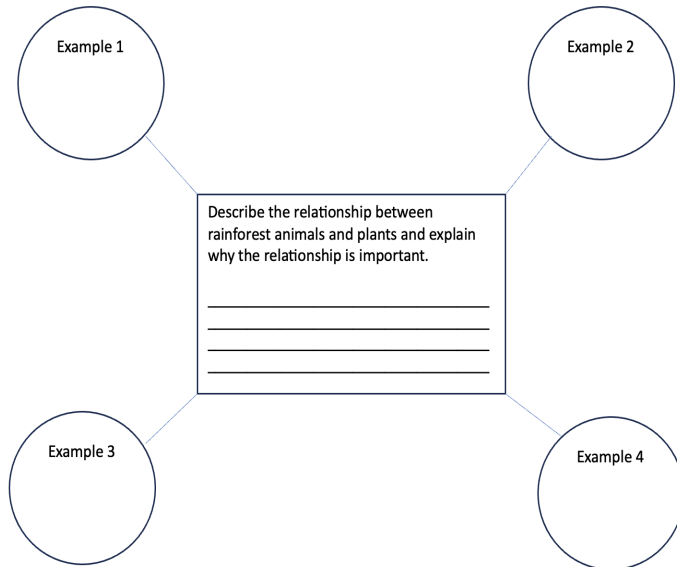 Example 1
Example 2
Describe the relationship between
rainforest animals and plants and explain
why the relationship is important.
Example 3
Example 4